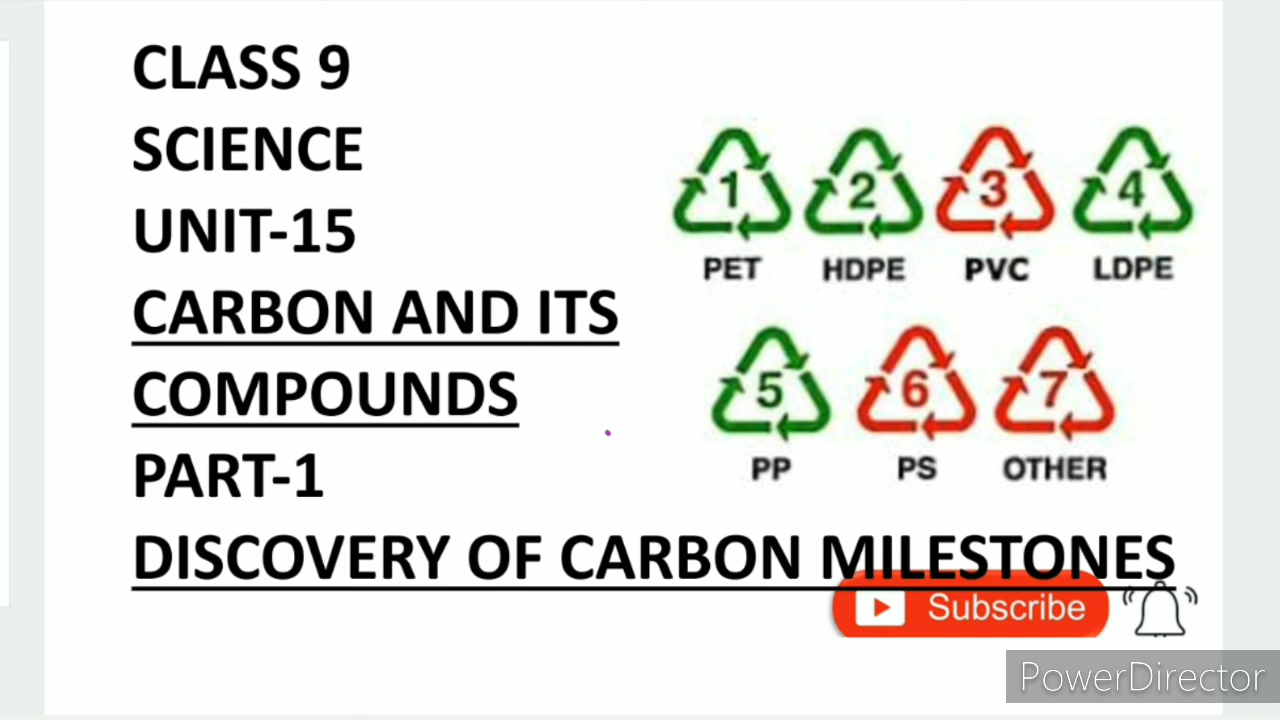 CLASS 9
SCIENCE
UNIT-15
CARBON AND ITS
COMPOUNDS
PART-1
DISCOVERY OF CARBON MILESTONES
1 2 3 4
PET HDPE PVC LDPE
5 6 7
PP PS OTHER
Subscribe
PowerDirector